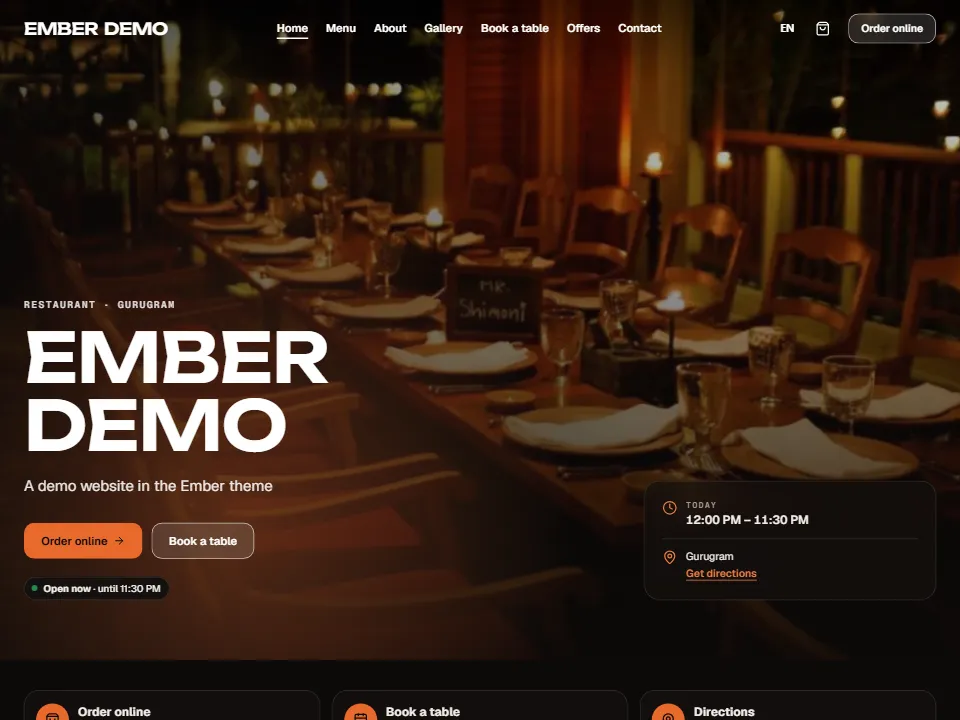 EMBER DEMO
Home Menu About Gallery Book a table Offers Contact
EN
Order online
MR.
Shimoni
RESTAURANT · GURUGRAM
EMBER
DEMO
A demo website in the Ember theme
Order online →
Book a table
Open now · until 11:30 PM
TODAY
12:00 PM – 11:30 PM
Gurugram
Get directions
Order online
Book a table
Directions